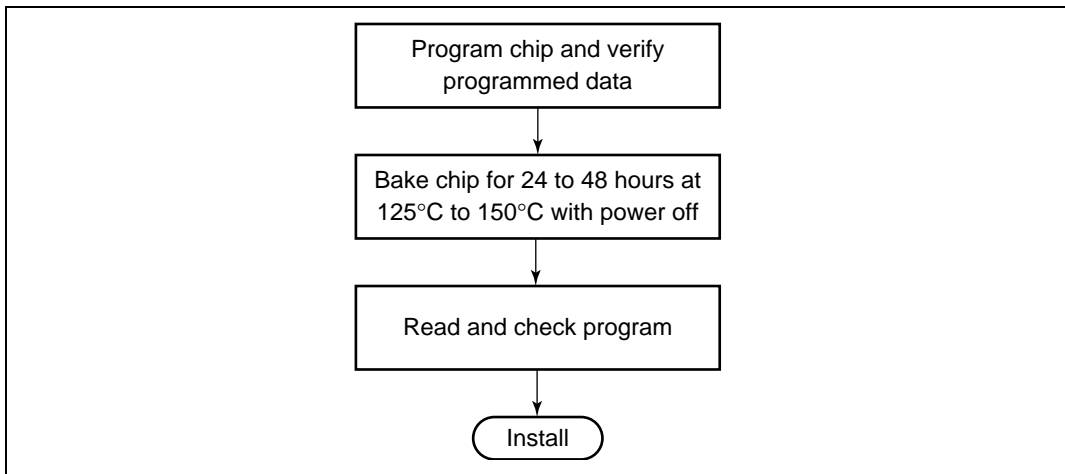 Program chip and verify
programmed data
Bake chip for 24 to 48 hours at
125°C to 150°C with power off
Read and check program
Install